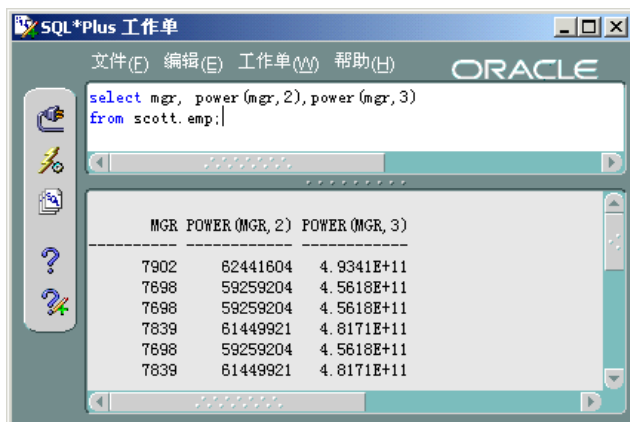 SQL*Plus 工作单
文件(F) 编辑(E) 工作单(W) 帮助(H) ORACLE
select mgr, power(mgr,2),power(mgr,3)
from scott.emp;
MGR POWER(MGR,2) POWER(MGR,3)
---------- ------------ ------------
7902 62441604 4.9341E+11
7698 59259204 4.5618E+11
7698 59259204 4.5618E+11
7839 61449921 4.8171E+11
7698 59259204 4.5618E+11
7839 61449921 4.8171E+11